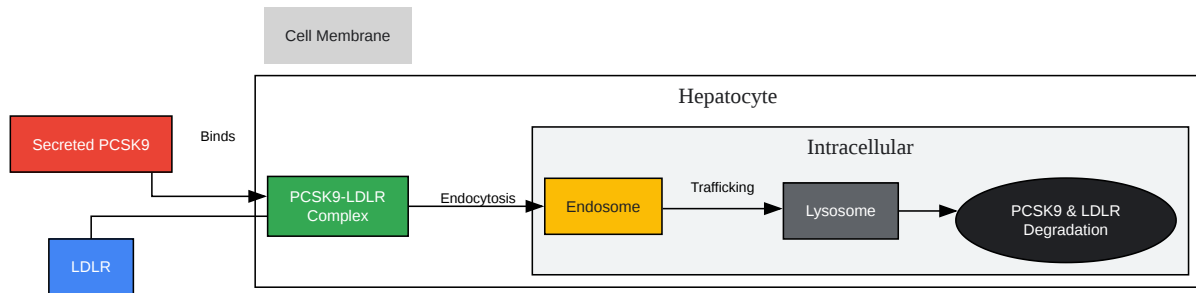 Cell Membrane
Hepatocyte
Intracellular
Secreted PCSK9
Binds
PCSK9-LDLR
Complex
Endocytosis
Endosome
Trafficking
Lysosome
PCSK9 & LDLR
Degradation
LDLR